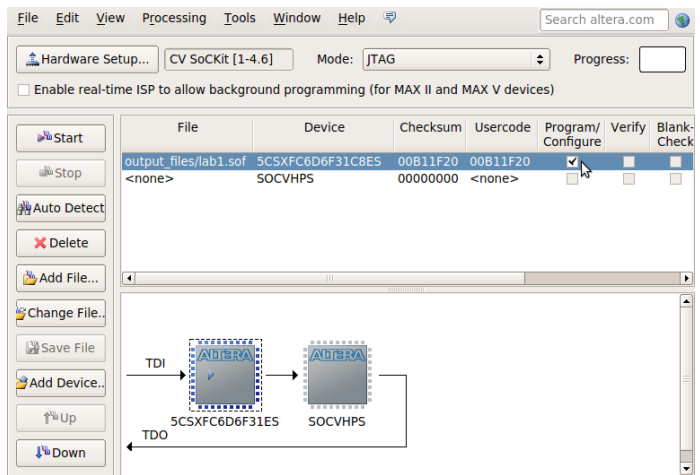 File Edit View Processing Tools Window Help Search altera.com
Hardware Setup... CV SoCKit [1-4.6] Mode: JTAG Progress:
Enable real-time ISP to allow background programming (for MAX II and MAX V devices)
File Device Checksum Usercode Program/ Configure Verify Blank- Check
output_files/lab1.sof 5CSXFC6D6F31C8ES 00B11F20 00B11F20
<none> SOCVHPS 00000000 <none>
Start
Stop
Auto Detect
Delete
Add File...
Change File..
Save File
Add Device..
Up
Down
ALTERA ALTERA
TDI
5CSXFC6D6F31ES SOCVHPS
TDO